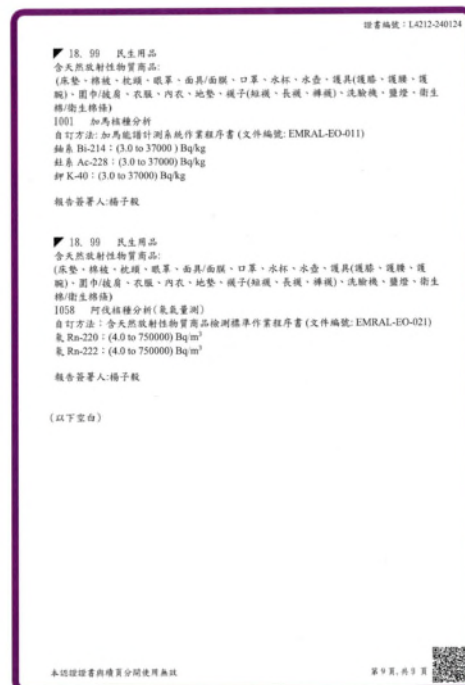 證書編號：L4212-240124
18. 99 民生用品
含天然放射性物質商品:
(床墊、棉被、枕頭、眼罩、面具/面膜、口罩、水杯、水壺、護具(護膝、護腰、護
腕)、圍巾/披肩、衣服、內衣、地墊、襪子(短襪、長襪、褲襪)、洗臉機、鹽燈、衛生
棉/衛生棉條)
I001 加馬核種分析
自訂方法: 加馬能譜計測系統作業程序書 (文件編號: EMRAL-EO-011)
鈾系 Bi-214：(3.0 to 37000 ) Bq/kg
釷系 Ac-228：(3.0 to 37000) Bq/kg
鉀 K-40：(3.0 to 37000) Bq/kg
報告簽署人:楊子毅
18. 99 民生用品
含天然放射性物質商品:
(床墊、棉被、枕頭、眼罩、面具/面膜、口罩、水杯、水壺、護具(護膝、護腰、護
腕)、圍巾/披肩、衣服、內衣、地墊、襪子(短襪、長襪、褲襪)、洗臉機、鹽燈、衛生
棉/衛生棉條)
I058 阿伐核種分析(氡氣量測)
自訂方法：含天然放射性物質商品檢測標準作業程序書 (文件編號: EMRAL-EO-021)
氡 Rn-220：(4.0 to 750000) Bq/m³
氡 Rn-222：(4.0 to 750000) Bq/m³
報告簽署人:楊子毅
(以下空白)
本認證證書與續頁分開使用無效
第 9 頁, 共 9 頁